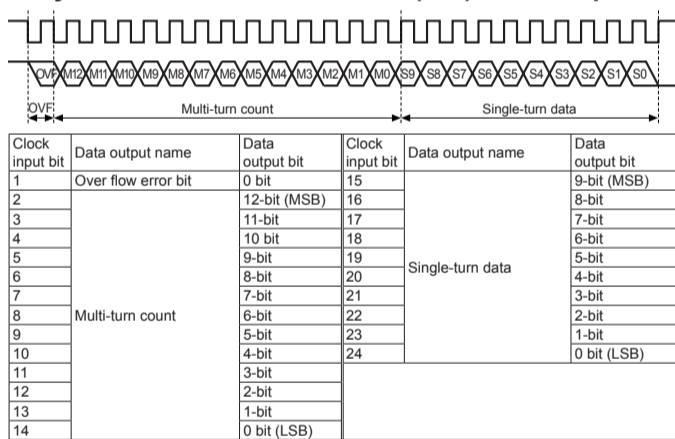 OVF M12 M11 M10 M9 M8 M7 M6 M5 M4 M3 M2 M1 M0 S9 S8 S7 S6 S5 S4 S3 S2 S1 S0
OVF Multi-turn count Single-turn data
Clock input bit Data output name Data output bit Clock input bit Data output name Data output bit
1 Over flow error bit 0 bit 15 9-bit (MSB)
2 12-bit (MSB) 16 8-bit
3 11-bit 17 7-bit
4 10 bit 18 6-bit
5 9-bit 19 5-bit
6 8-bit 20 Single-turn data 4-bit
7 7-bit 21 3-bit
8 Multi-turn count 6-bit 22 2-bit
9 5-bit 23 1-bit
10 4-bit 24 0 bit (LSB)
11 3-bit
12 2-bit
13 1-bit
14 0 bit (LSB)